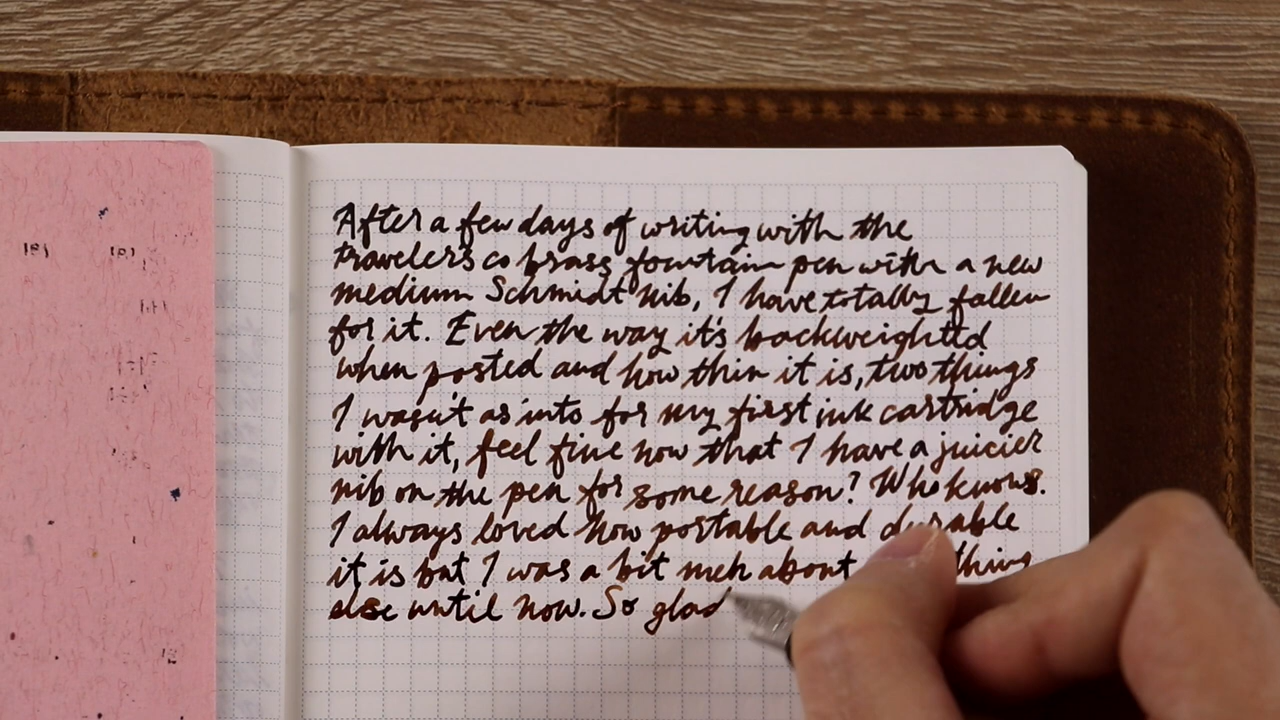 After a few days of writing with the
Travelers co brass fountain pen with a new
medium Schmidt nib, I have totally fallen
for it. Even the way it's backweighted
when posted and how thin it is, two things
I wasn't as into for my first ink cartridge
with it, feel fine now that I have a juicier
nib on the pen for some reason? Who knows.
I always loved how portable and durable
it is but I was a bit meh about
else until now. So glad